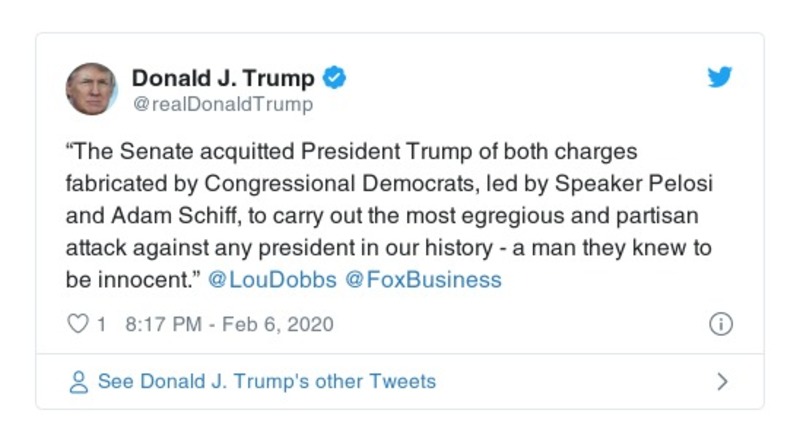 Donald J. Trump
@realDonaldTrump
“The Senate acquitted President Trump of both charges
fabricated by Congressional Democrats, led by Speaker Pelosi
and Adam Schiff, to carry out the most egregious and partisan
attack against any president in our history - a man they knew to
be innocent.” @LouDobbs @FoxBusiness
1 8:17 PM - Feb 6, 2020
See Donald J. Trump's other Tweets